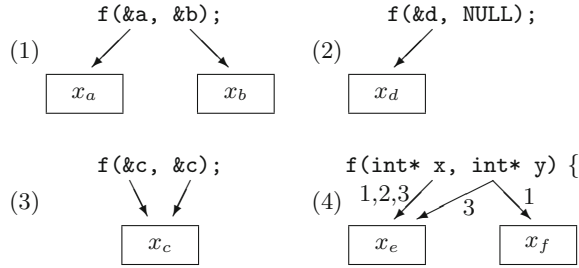 f(&a, &b);
(1)
x_a
x_b
f(&d, NULL);
(2)
x_d
f(&c, &c);
(3)
x_c
f(int* x, int* y) {
(4)
1,2,3
3
1
x_e
x_f